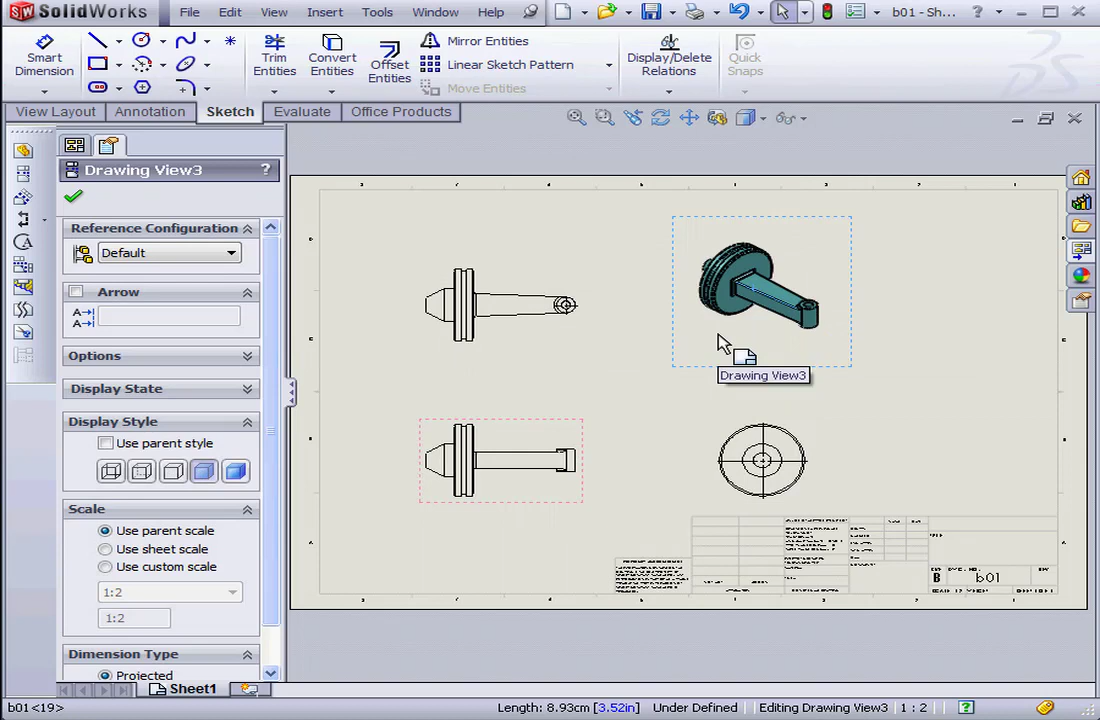 SolidWorks
File Edit View Insert Tools Window Help
b01 - Sh...
Smart Dimension
Trim Entities
Convert Entities
Offset Entities
Mirror Entities
Linear Sketch Pattern
Move Entities
Display/Delete Relations
Quick Snaps
View Layout Annotation Sketch Evaluate Office Products
Drawing View3
?
Reference Configuration
Default
Arrow
Options
Display State
Display Style
Use parent style
Scale
Use parent scale
Use sheet scale
Use custom scale
1:2
1:2
Dimension Type
Projected
Drawing View3
B b01
Sheet1
b01<19>
Length: 8.93cm [3.52in] Under Defined Editing Drawing View3 1 : 2